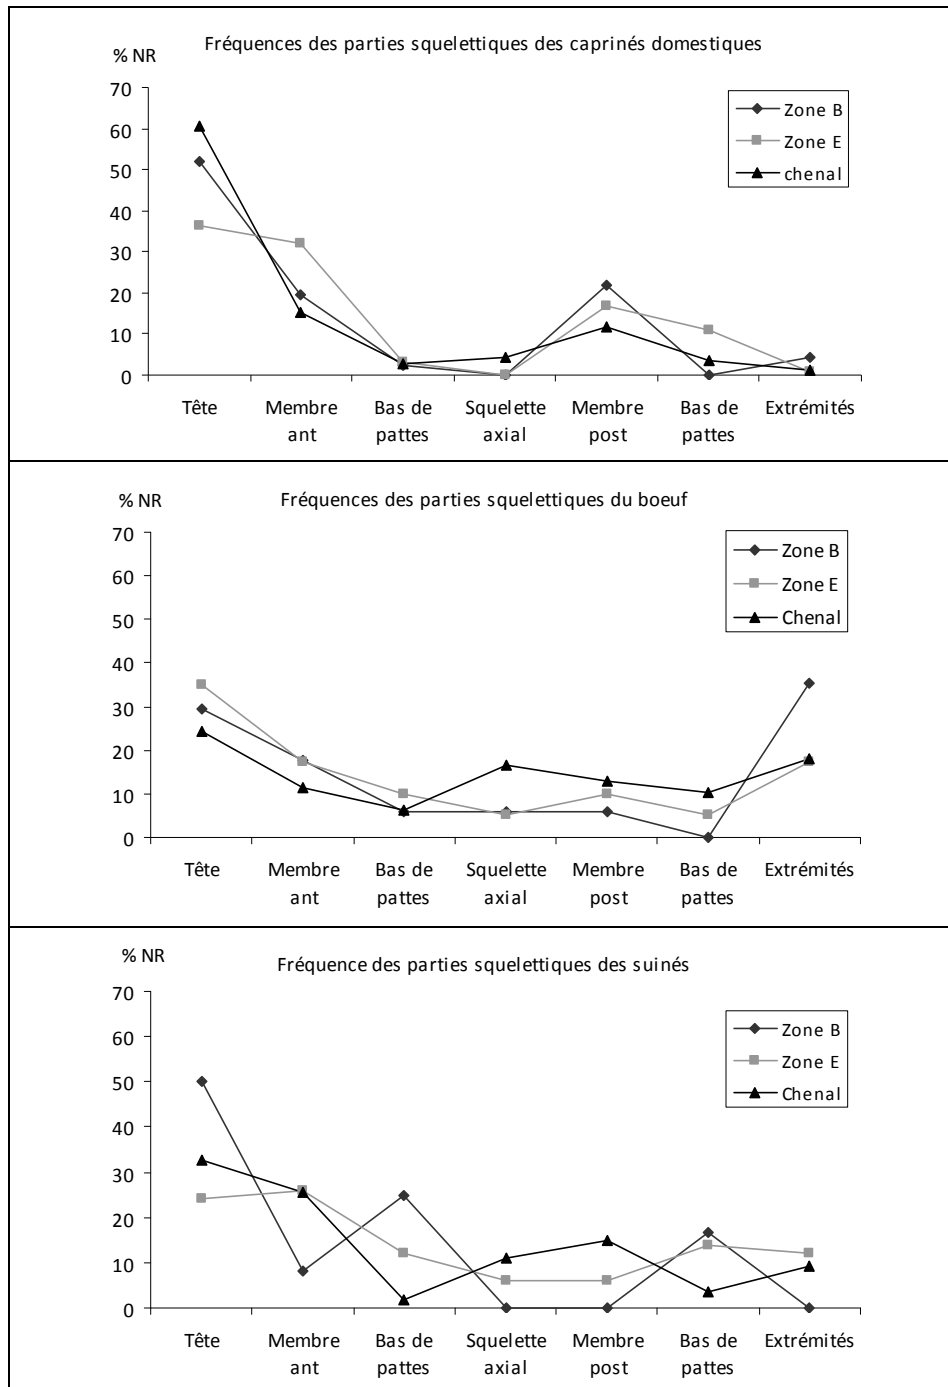 Fréquences des parties squelettiques des caprinés domestiques
% NR
70
60
50
40
30
20
10
0
Zone B
Zone E
chenal
Tête Membre ant Bas de pattes Squelette axial Membre post Bas de pattes Extrémités
Fréquences des parties squelettiques du boeuf
% NR
70
60
50
40
30
20
10
0
Zone B
Zone E
Chenal
Tête Membre ant Bas de pattes Squelette axial Membre post Bas de pattes Extrémités
Fréquence des parties squelettiques des suinés
% NR
70
60
50
40
30
20
10
0
Zone B
Zone E
Chenal
Tête Membre ant Bas de pattes Squelette axial Membre post Bas de pattes Extrémités